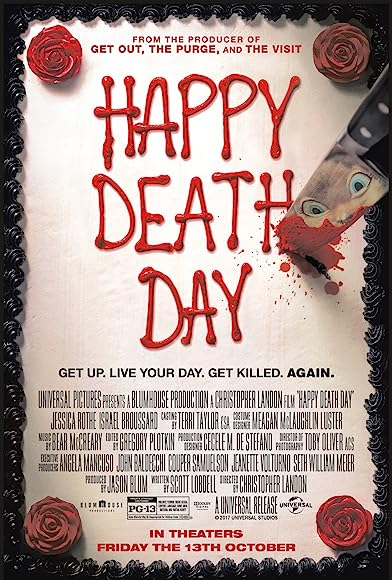 FROM THE PRODUCER OF
GET OUT, THE PURGE, AND THE VISIT
HAPPY
DEATH
DAY
GET UP. LIVE YOUR DAY. GET KILLED. AGAIN.
UNIVERSAL PICTURES PRESENTS A BLUMHOUSE PRODUCTION A CHRISTOPHER LANDON FILM "HAPPY DEATH DAY"
JESSICA ROTHE ISRAEL BROUSSARD CASTING BY TERRI TAYLOR CSA COSTUME DESIGNER MEAGAN McLAUGHLIN LUSTER
MUSIC BY BEAR McCREARY EDITED BY GREGORY PLOTKIN PRODUCTION DESIGNER CECELE M. DE STEFANO DIRECTOR OF PHOTOGRAPHY TOBY OLIVER ACS
EXECUTIVE PRODUCERS ANGELA MANCUSO JOHN BALDECCHI COUPER SAMUELSON JEANETTE VOLTURNO SETH WILLIAM MEIER
PRODUCED BY JASON BLUM WRITTEN BY SCOTT LOBDELL DIRECTED BY CHRISTOPHER LANDON
BLUMHOUSE
PRODUCTIONS
PG-13
DOLBY
A UNIVERSAL RELEASE
© 2017 UNIVERSAL STUDIOS
UNIVERSAL
IN THEATERS
FRIDAY THE 13TH OCTOBER